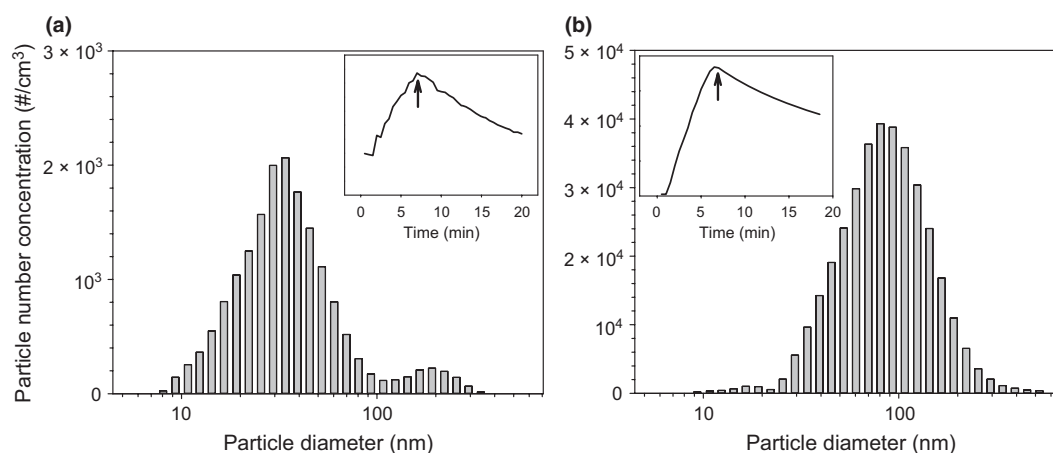 (a)
Particle number concentration (#/cm³)
3 × 10³
2 × 10³
10³
0
10
100
Particle diameter (nm)
0
5
10
15
20
Time (min)
(b)
5 × 10⁴
4 × 10⁴
3 × 10⁴
2 × 10⁴
10⁴
0
10
100
Particle diameter (nm)
0
5
10
15
20
Time (min)